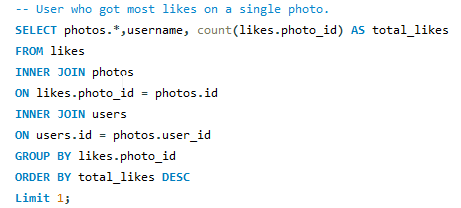 -- User who got most likes on a single photo.
SELECT photos.*,username, count(likes.photo_id) AS total_likes
FROM likes
INNER JOIN photos
ON likes.photo_id = photos.id
INNER JOIN users
ON users.id = photos.user_id
GROUP BY likes.photo_id
ORDER BY total_likes DESC
Limit 1;